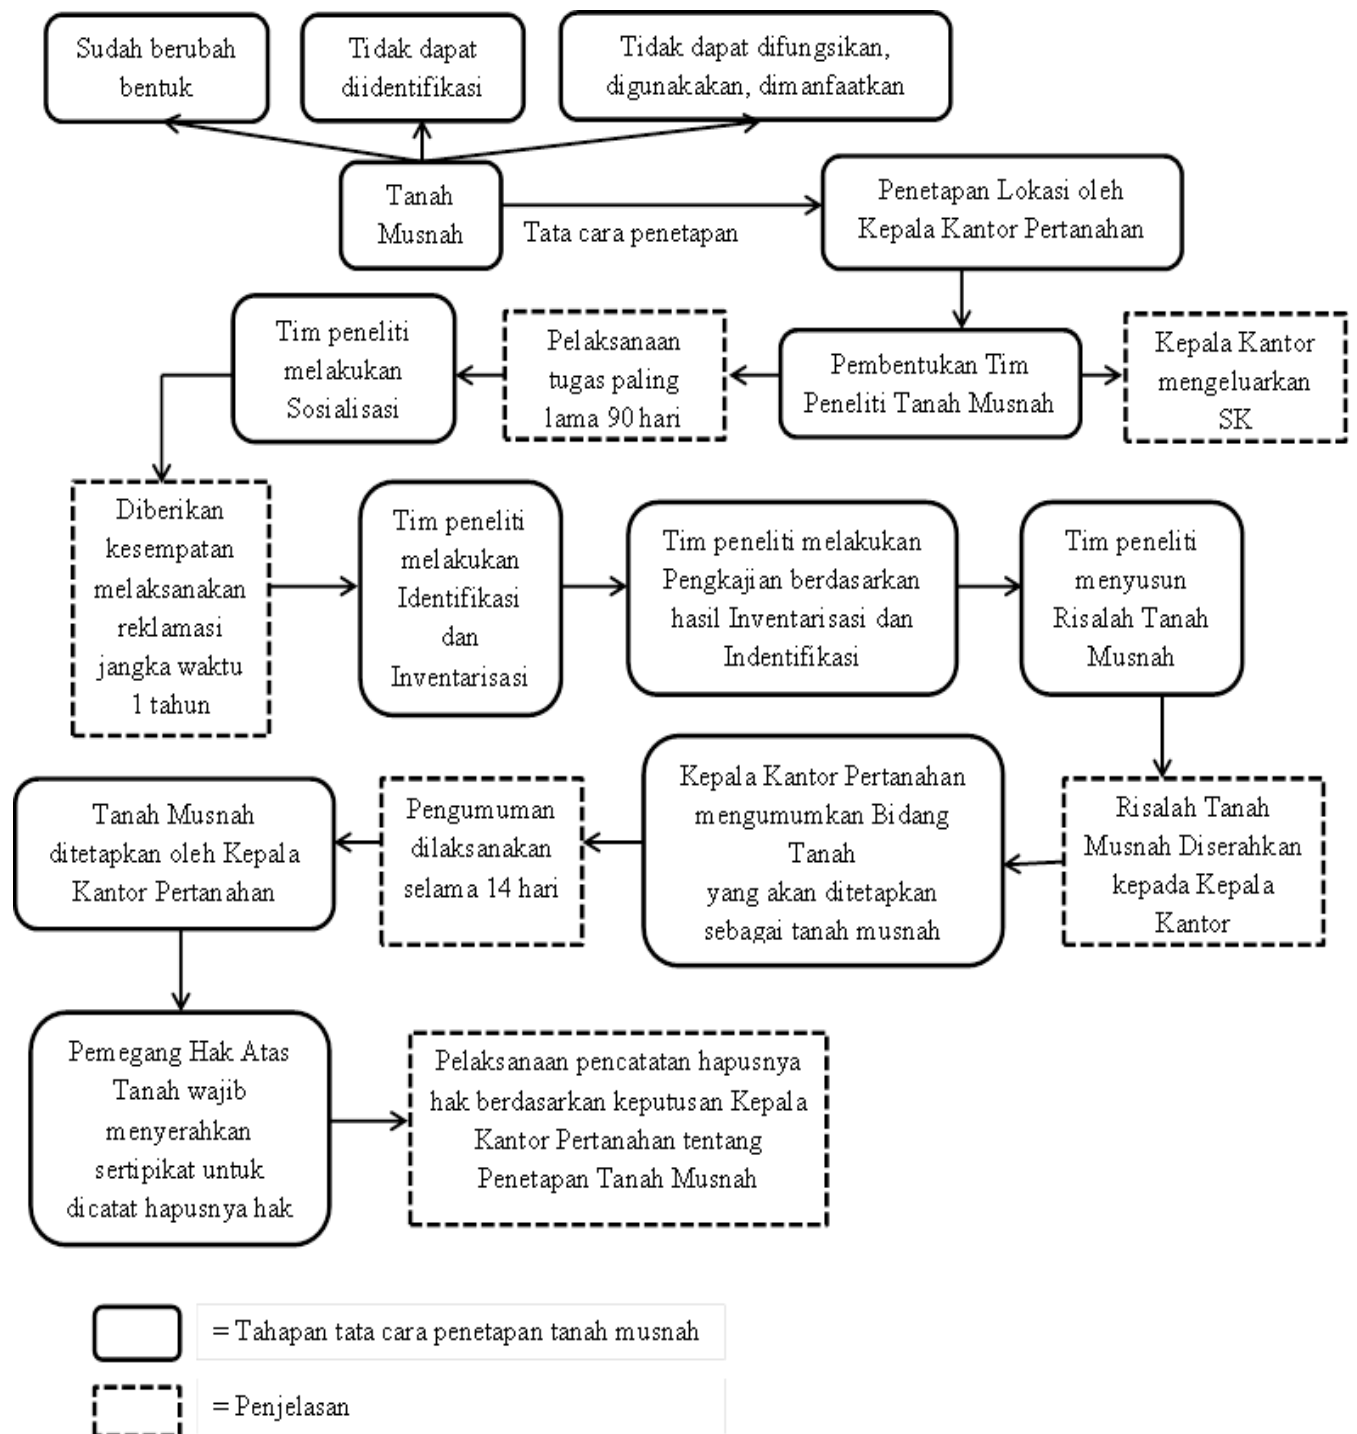 Sudah berubah
bentuk
Tidak dapat
diidentifikasi
Tidak dapat difungsikan,
digunakakan, dimanfaatkan
Tanah
Musnah
Tata cara penetapan
Penetapan Lokasi oleh
Kepala Kantor Pertanahan
Tim peneliti
melakukan
Sosialisasi
Pelaksanaan
tugas paling
lama 90 hari
Pembentukan Tim
Peneliti Tanah Musnah
Kepala Kantor
mengeluarkan
SK
Diberikan
kesempatan
melaksanakan
reklamasi
jangka waktu
1 tahun
Tim peneliti
melakukan
Identifikasi
dan
Inventarisasi
Tim peneliti melakukan
Pengkajian berdasarkan
hasil Inventarisasi dan
Indentifikasi
Tim peneliti
menyusun
Risalah Tanah
Musnah
Tanah Musnah
ditetapkan oleh Kepala
Kantor Pertanahan
Pengumuman
dilaksanakan
selama 14 hari
Kepala Kantor Pertanahan
mengumumkan Bidang
Tanah
yang akan ditetapkan
sebagai tanah musnah
Risalah Tanah
Musnah Diserahkan
kepada Kepala
Kantor
Pemegang Hak Atas
Tanah wajib
menyerahkan
sertipikat untuk
dicatat hapusnya hak
Pelaksanaan pencatatan hapusnya
hak berdasarkan keputusan Kepala
Kantor Pertanahan tentang
Penetapan Tanah Musnah
= Tahapan tata cara penetapan tanah musnah
= Penjelasan